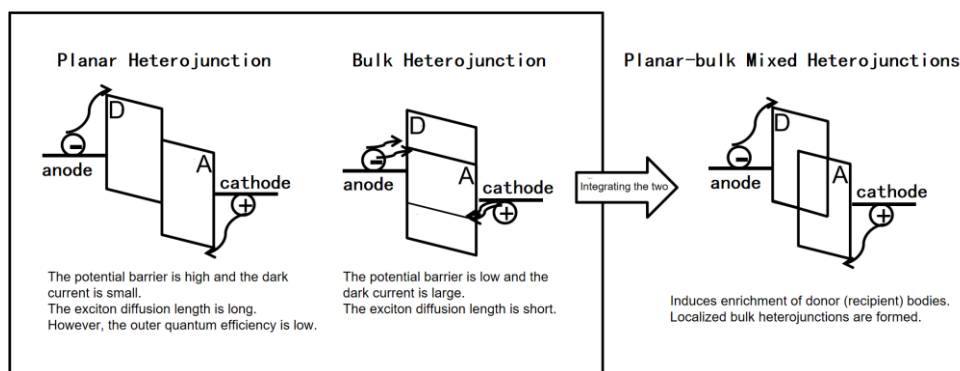 Planar Heterojunction
D
A
-
anode
cathode
+
The potential barrier is high and the dark
current is small.
The exciton diffusion length is long.
However, the outer quantum efficiency is low.
Bulk Heterojunction
D
A
-
anode
cathode
+
The potential barrier is low and the
dark current is large.
The exciton diffusion length is short.
Integrating the two
Planar-bulk Mixed Heterojunctions
D
A
-
anode
cathode
+
Induces enrichment of donor (recipient) bodies.
Localized bulk heterojunctions are formed.